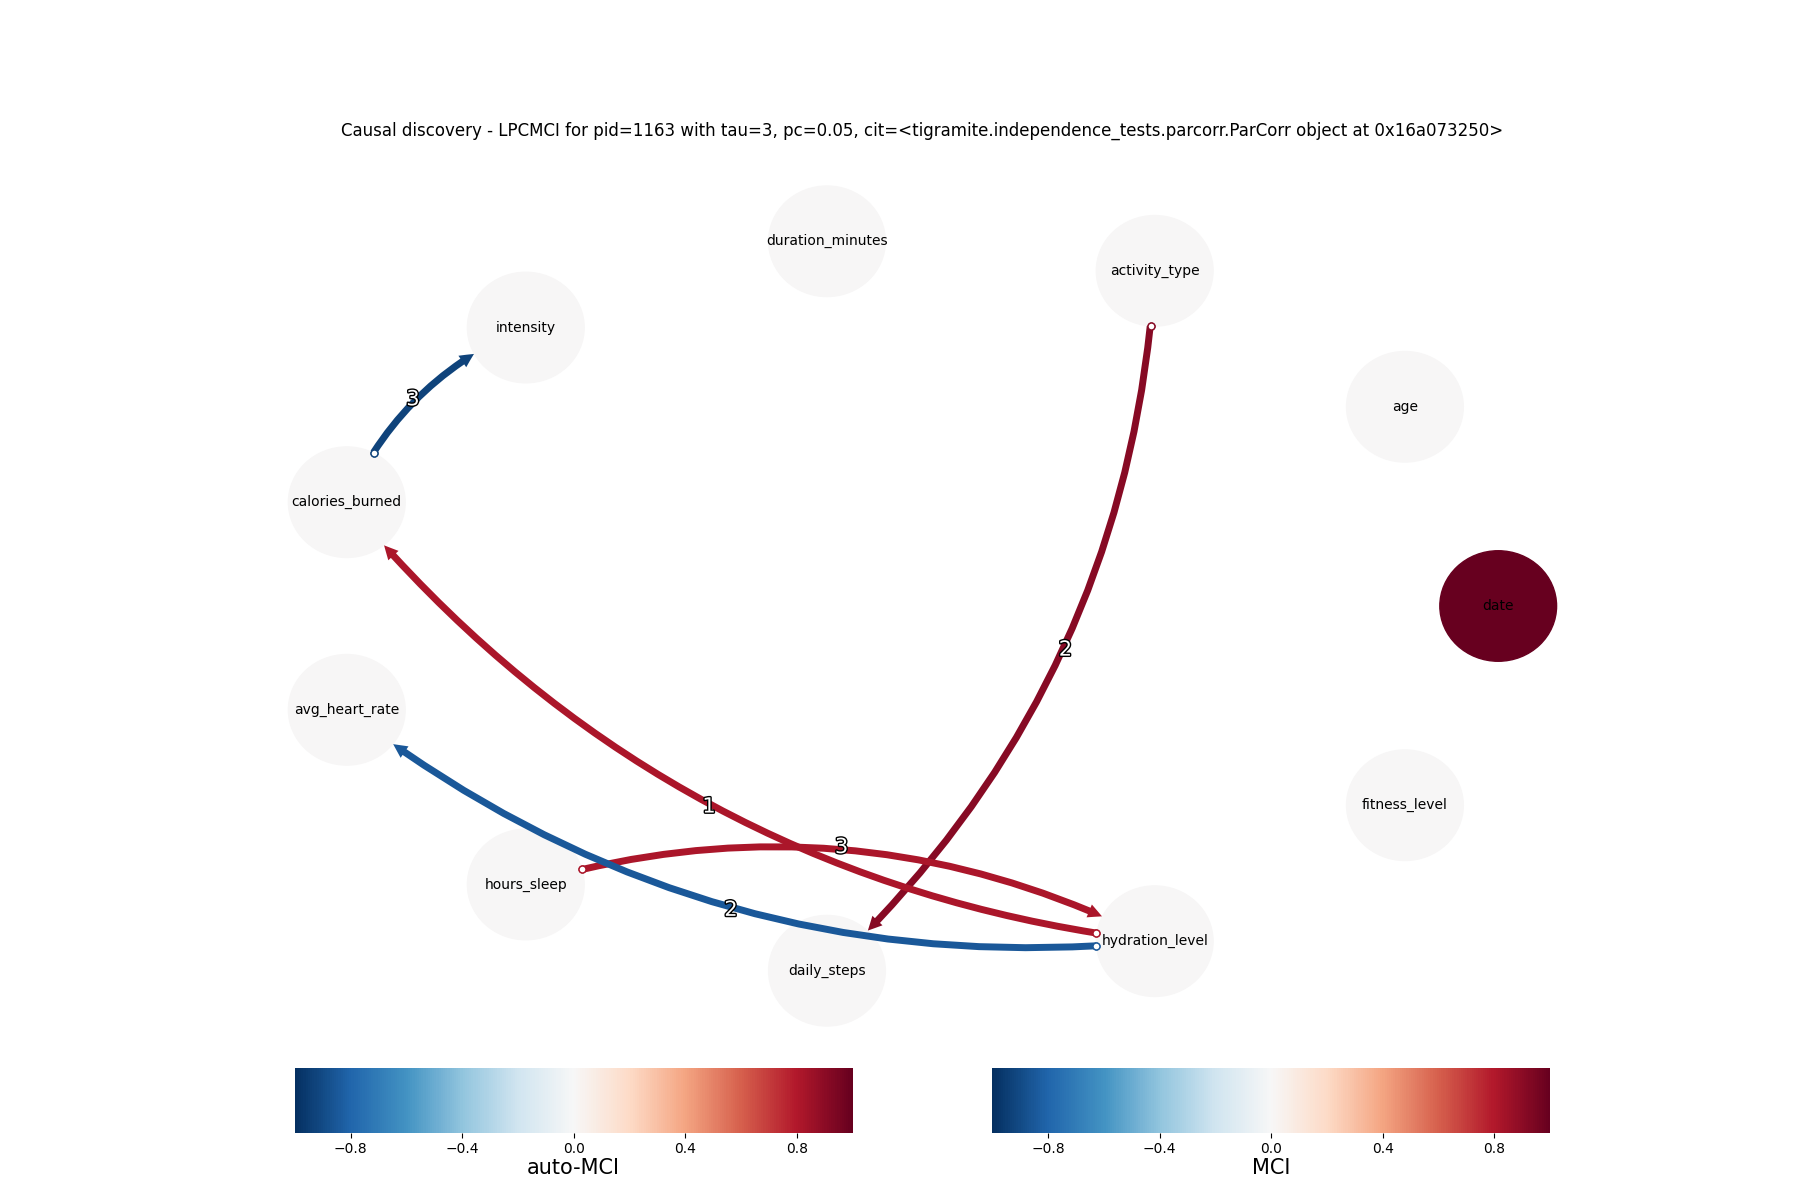 Causal discovery - LPCMCI for pid=1163 with tau=3, pc=0.05, cit=<tigramite.independence_tests.parcorr.ParCorr object at 0x16a073250>
duration_minutes
activity_type
intensity
3
age
calories_burned
date
2
avg_heart_rate
1
fitness_level
3
hours_sleep
2
hydration_level
daily_steps
−0.8 −0.4 0.0 0.4 0.8
auto-MCI
−0.8 −0.4 0.0 0.4 0.8
MCI